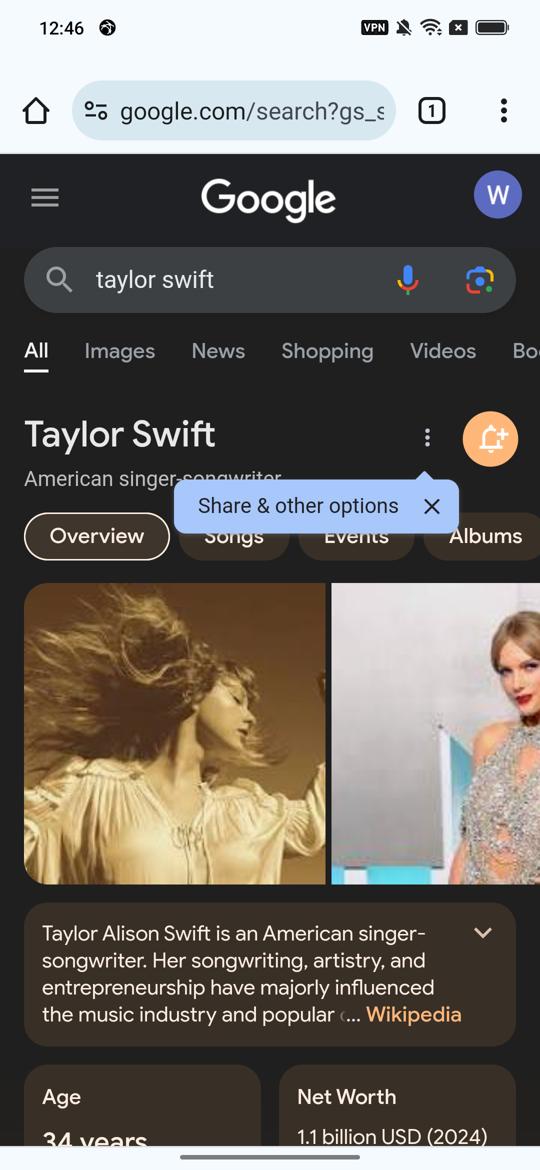 12:46
VPN
google.com/search?gs_s
1
Google
W
taylor swift
All Images News Shopping Videos Bo
Taylor Swift
American singer-songwriter
Share & other options
Overview Songs Events Albums
Taylor Alison Swift is an American singer-
songwriter. Her songwriting, artistry, and
entrepreneurship have majorly influenced
the music industry and popular c... Wikipedia
Age
Net Worth
34 years
1.1 billion USD (2024)